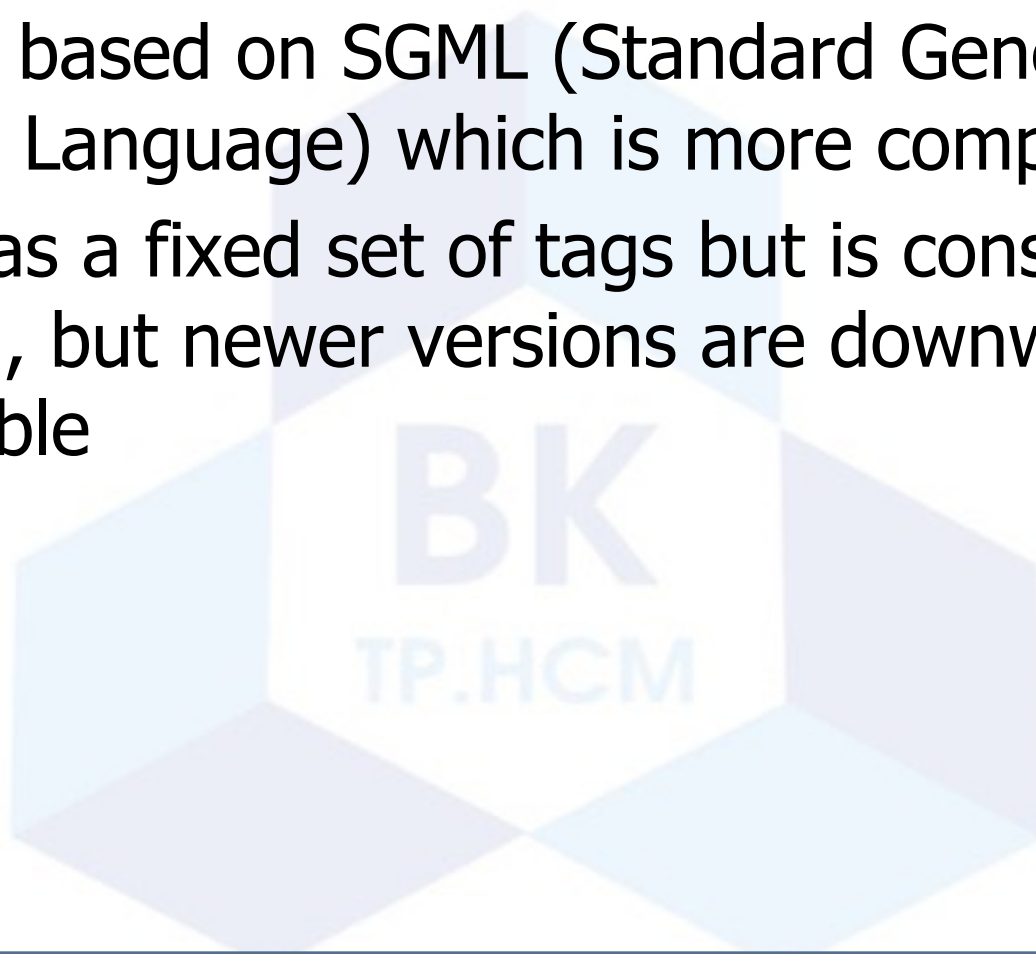 based on SGML (Standard Gene
Language) which is more comp
as a fixed set of tags but is cons
, but newer versions are downw
ble
BK
TP.HCM